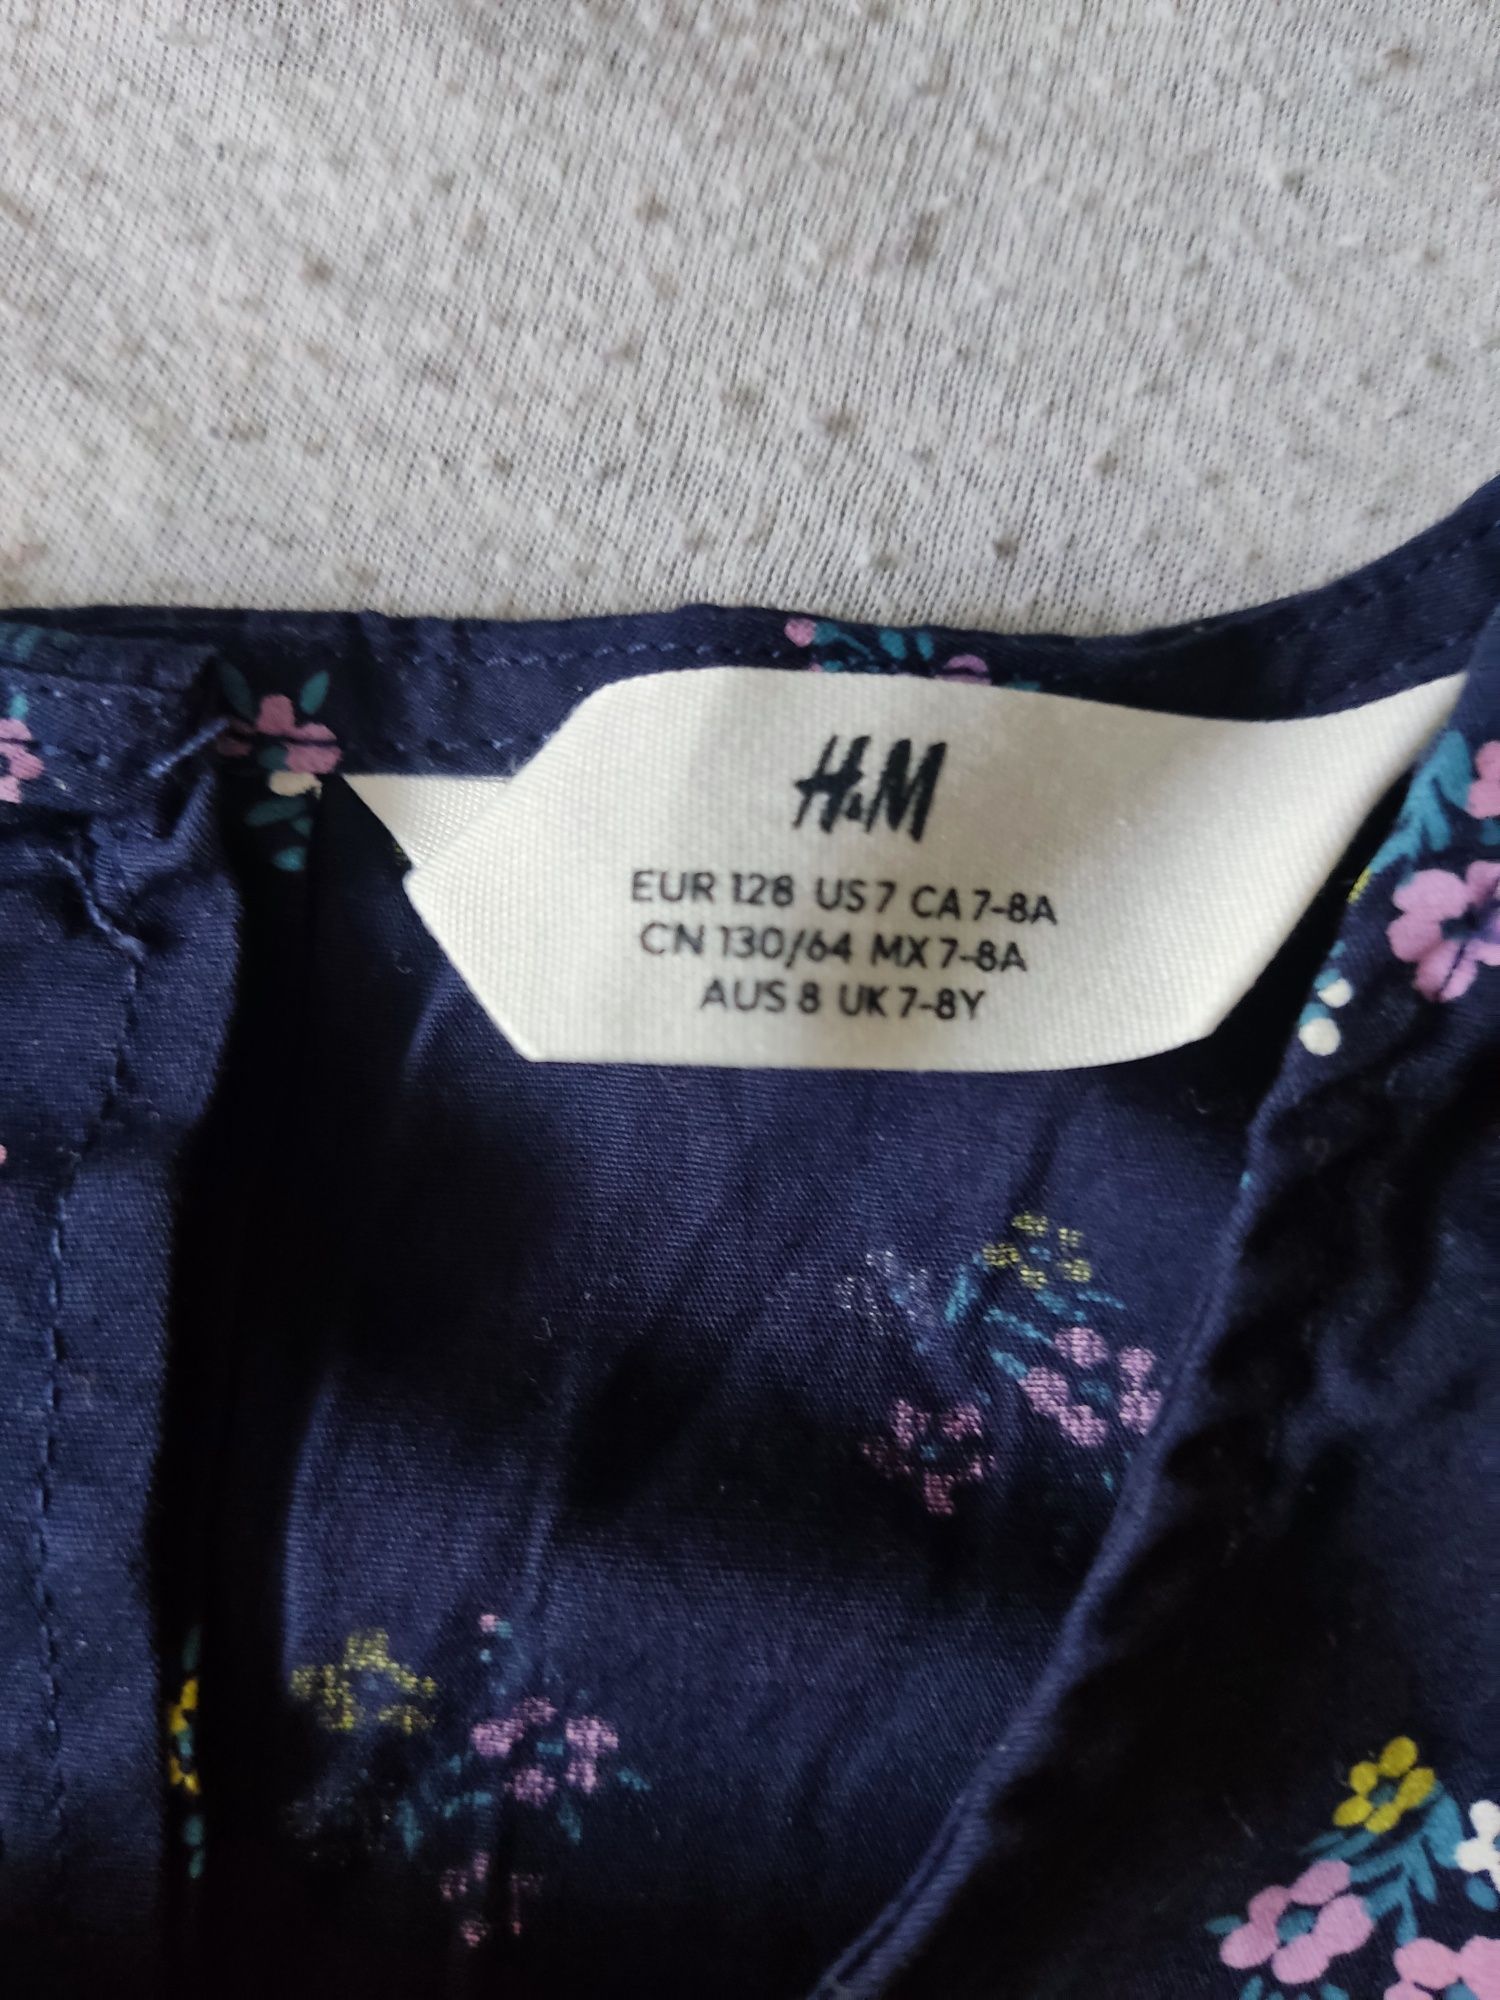 H&M
EUR 128 US 7 CA 7-8A
CN 130/64 MX 7-8A
AUS 8 UK 7-8Y